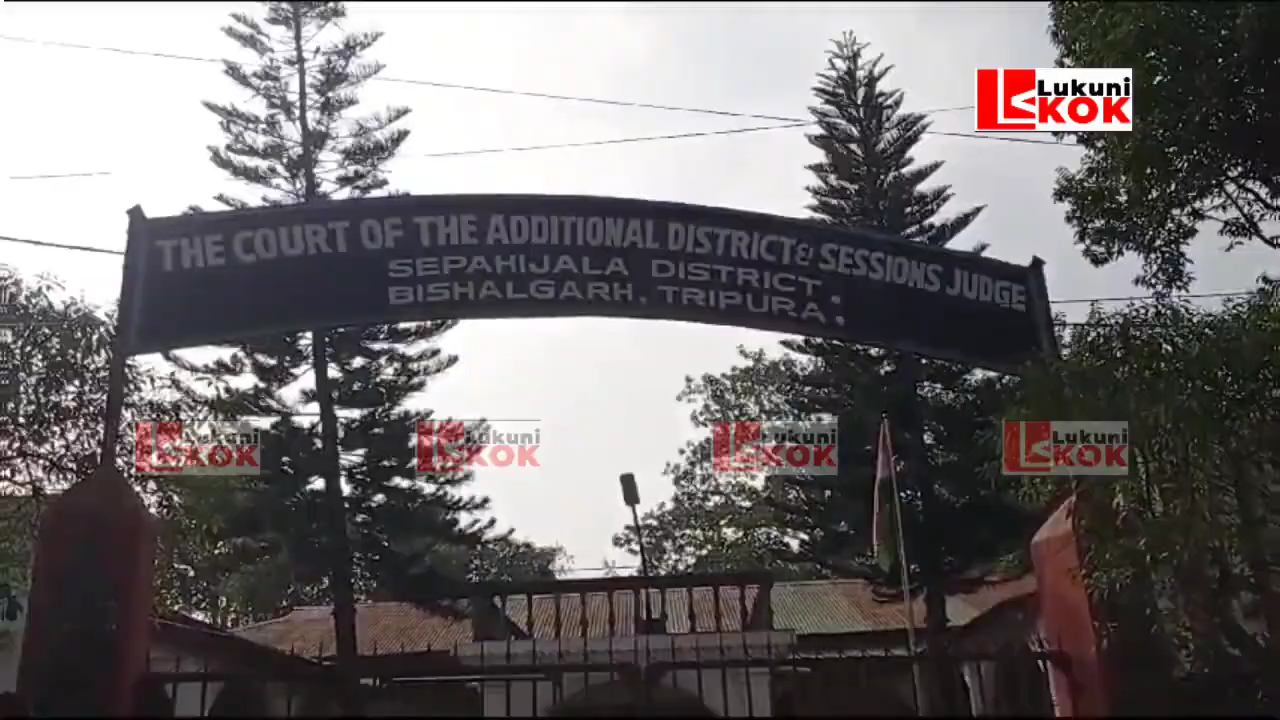 Lukuni
KOK
THE COURT OF THE ADDITIONAL DISTRICT & SESSIONS JUDGE
SEPAHIJALA DISTRICT :
BISHALGARH, TRIPURA :
Lukuni
KOK
Lukuni
KOK
Lukuni
KOK
Lukuni
KOK